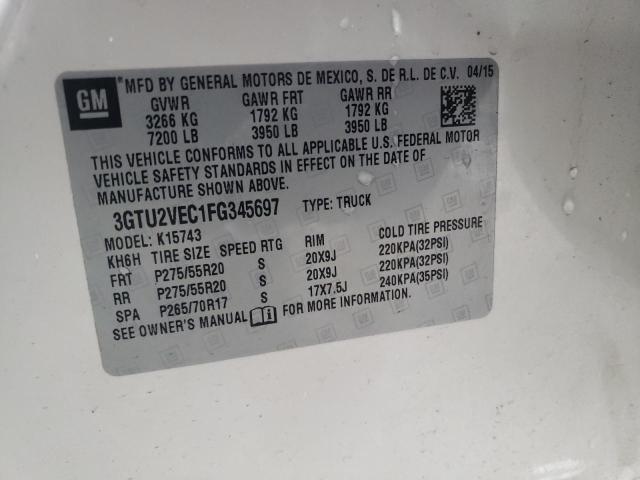 GM
*MFD BY GENERAL MOTORS DE MEXICO, S. DE R.L. DE C.V. 04/15
GVWR GAWR FRT GAWR RR
3266 KG 1792 KG 1792 KG
7200 LB 3950 LB 3950 LB
THIS VEHICLE CONFORMS TO ALL APPLICABLE U.S. FEDERAL MOTOR
VEHICLE SAFETY STANDARDS IN EFFECT ON THE DATE OF
MANUFACTURE SHOWN ABOVE.
3GTU2VEC1FG345697 TYPE: TRUCK
MODEL: K15743
KH6H TIRE SIZE SPEED RTG RIM COLD TIRE PRESSURE
FRT P275/55R20 S 20X9J 220KPA(32PSI)
RR P275/55R20 S 20X9J 220KPA(32PSI)
SPA P265/70R17 S 17X7.5J 240KPA(35PSI)
SEE OWNER'S MANUAL FOR MORE INFORMATION.